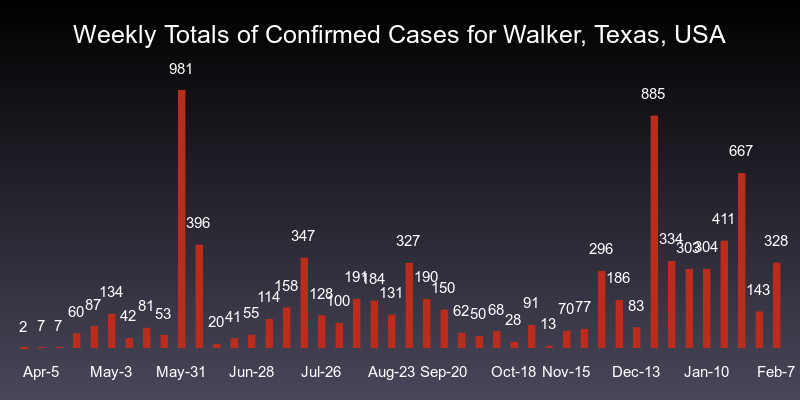 Weekly Totals of Confirmed Cases for Walker, Texas, USA
2 7 7 60 87 134 42 81 53 981 396 20 41 55 114 158 347 128 100 191 184 131 327 190 150 62 50 68 28 91 13 70 77 296 186 83 885 334 303 304 411 667 143 328
Apr-5 May-3 May-31 Jun-28 Jul-26 Aug-23 Sep-20 Oct-18 Nov-15 Dec-13 Jan-10 Feb-7